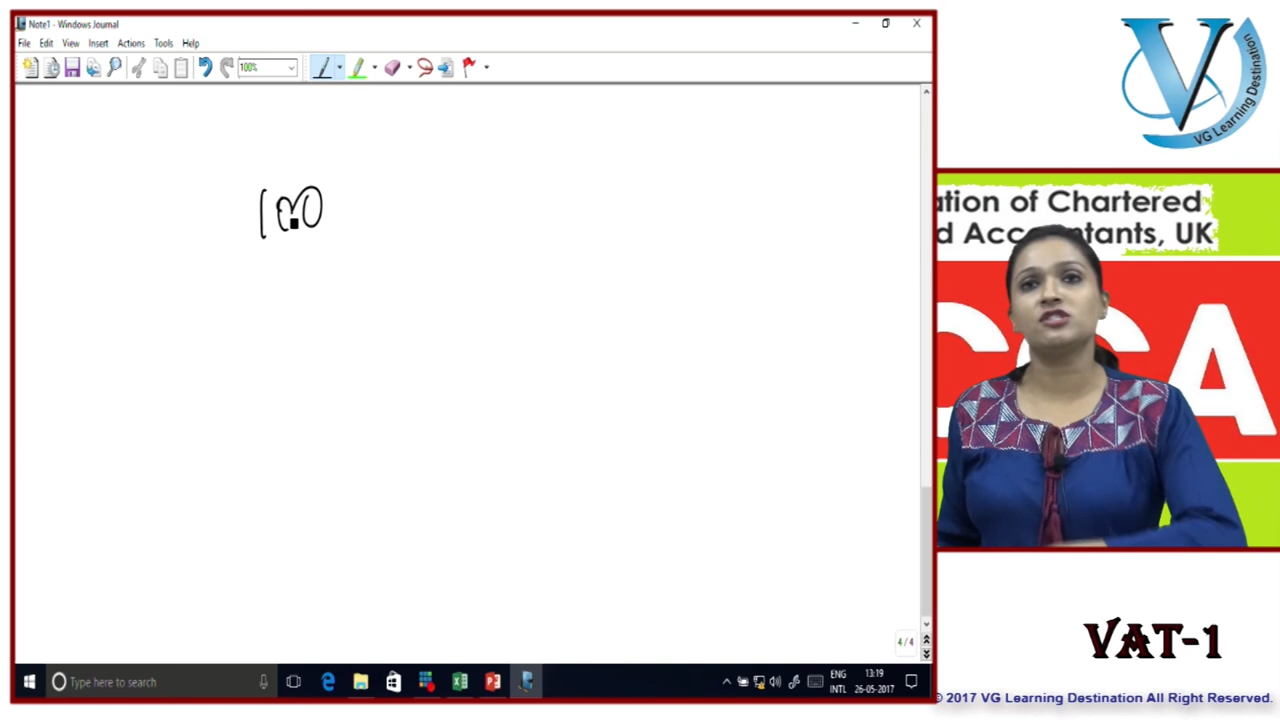 Note1 - Windows Journal
File Edit View Insert Actions Tools Help
100%
100
4 / 4
Type here to search
ENG
INTL
13:19
26-05-2017
V
VG Learning Destination
ation of Chartered
d Accountants, UK
CCA
VAT-1
© 2017 VG Learning Destination All Right Reserved.